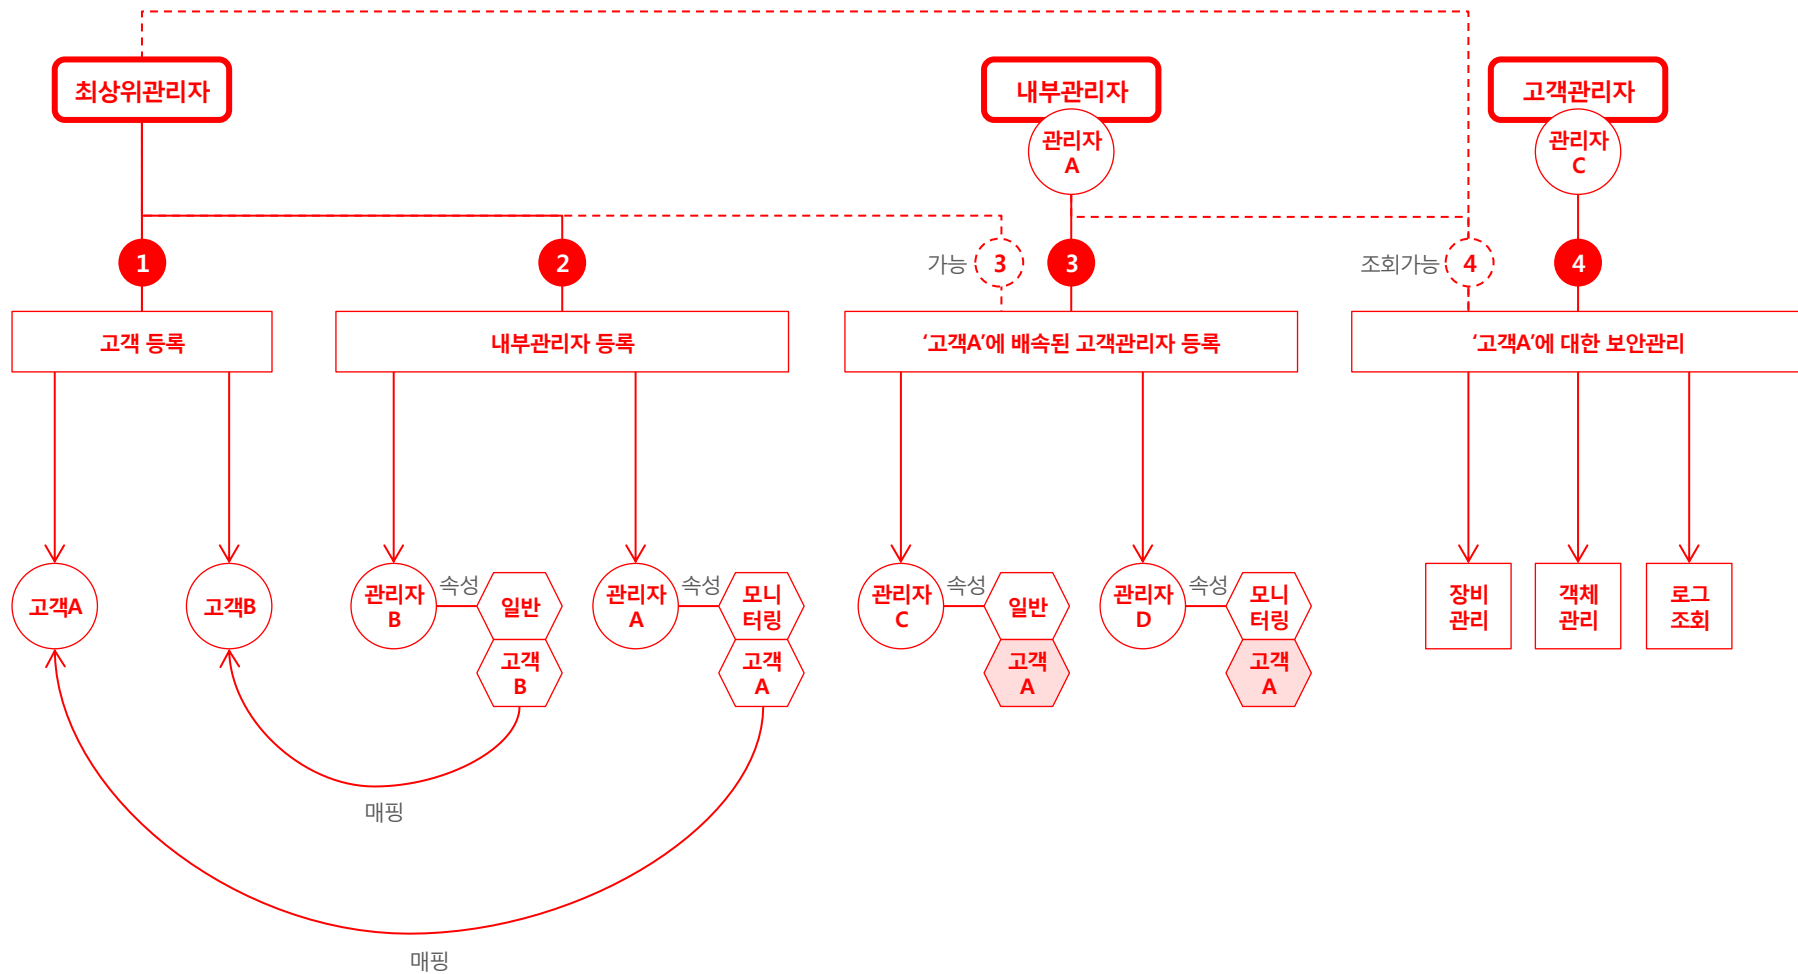 최상위관리자
내부관리자
고객관리자
관리자
A
관리자
C
1
2
가능
3
3
조회가능
4
4
고객 등록
내부관리자 등록
‘고객A’에 배속된 고객관리자 등록
‘고객A’에 대한 보안관리
고객A
고객B
관리자
B
속성
일반
고객
B
관리자
A
속성
모니
터링
고객
A
관리자
C
속성
일반
고객
A
관리자
D
속성
모니
터링
고객
A
장비
관리
객체
관리
로그
조회
매핑
매핑